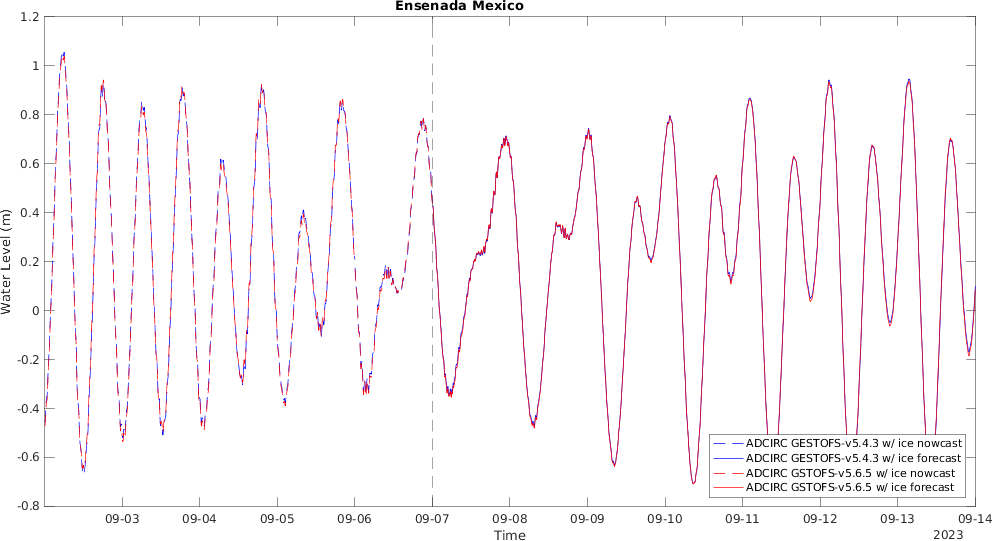 Ensenada Mexico
1.2
1
0.8
0.6
0.4
0.2
0
-0.2
-0.4
-0.6
-0.8
Water Level (m)
ADCIRC GESTOFS-v5.4.3 w/ ice nowcast
ADCIRC GESTOFS-v5.4.3 w/ ice forecast
ADCIRC GSTOFS-v5.6.5 w/ ice nowcast
ADCIRC GSTOFS-v5.6.5 w/ ice forecast
09-03 09-04 09-05 09-06 09-07 09-08 09-09 09-10 09-11 09-12 09-13 09-14
Time
2023